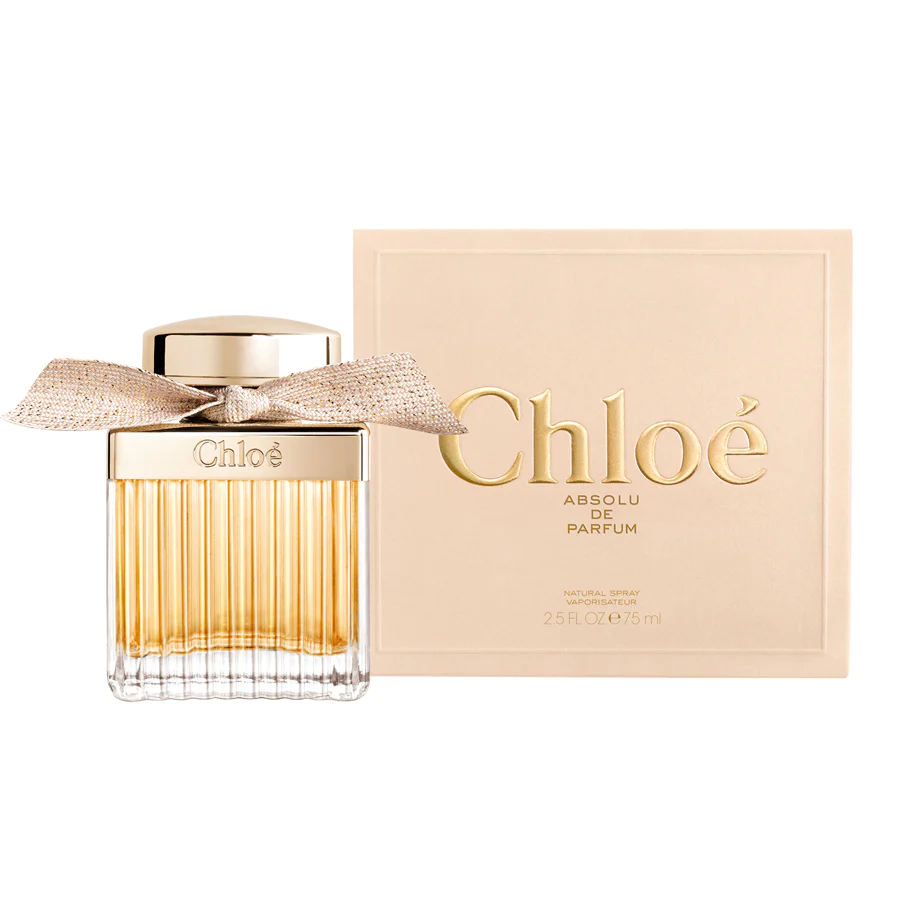 Chloé
Chloé
ABSOLU
DE
PARFUM
NATURAL SPRAY
VAPORISATEUR
2.5 FL OZ ℮ 75 ml